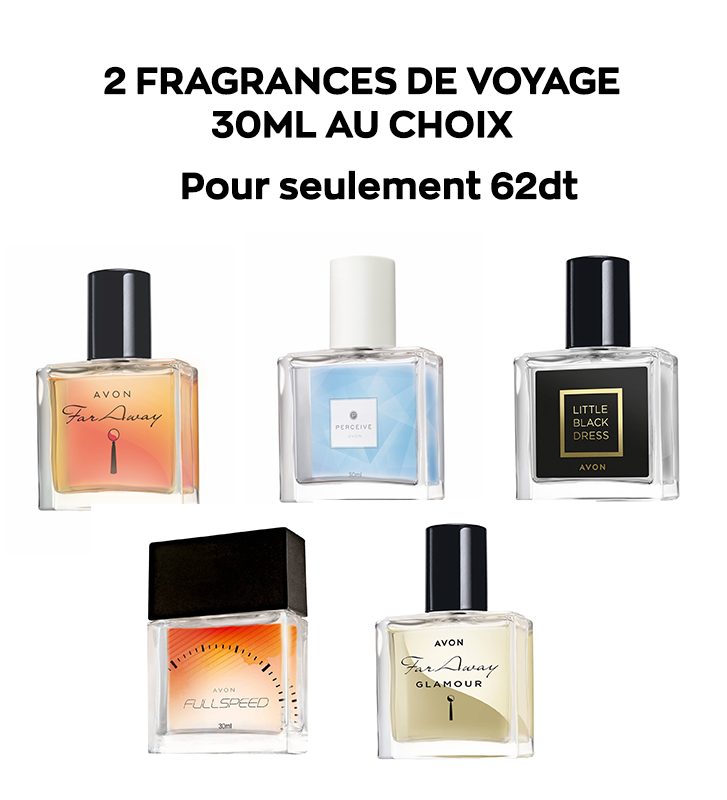 2 FRAGRANCES DE VOYAGE
30ML AU CHOIX
Pour seulement 62dt
AVON
Far Away
P
PERCEIVE
AVON
30ml
LITTLE
BLACK
DRESS
AVON
AVON
FULLSPEED
30ml
AVON
Far Away
GLAMOUR